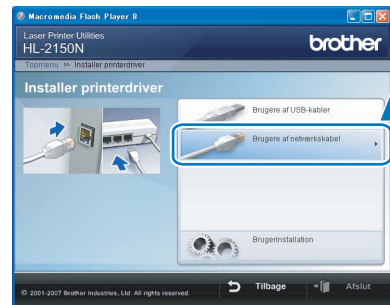 Macromedia Flash Player 8
Laser Printer Utilities
HL-2150N
brother
Topmenu >> Installer printerdriver
Installer printerdriver
Brugere af USB-kabler
Brugere af netværkskabel
Brugerinstallation
© 2001-2007 Brother Industries, Ltd. All rights reserved.
Tilbage
Afslut